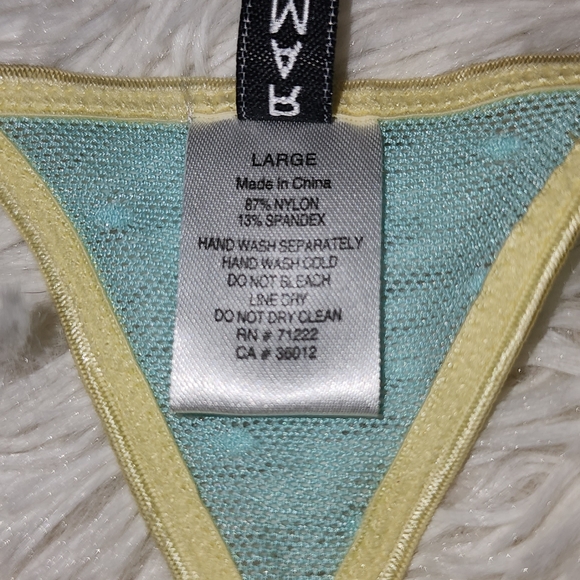 LARGE
Made in China
87% NYLON
13% SPANDEX
HAND WASH SEPARATELY
HAND WASH COLD
DO NOT BLEACH
LINE DRY
DO NOT DRY CLEAN
RN # 71222
CA # 36012